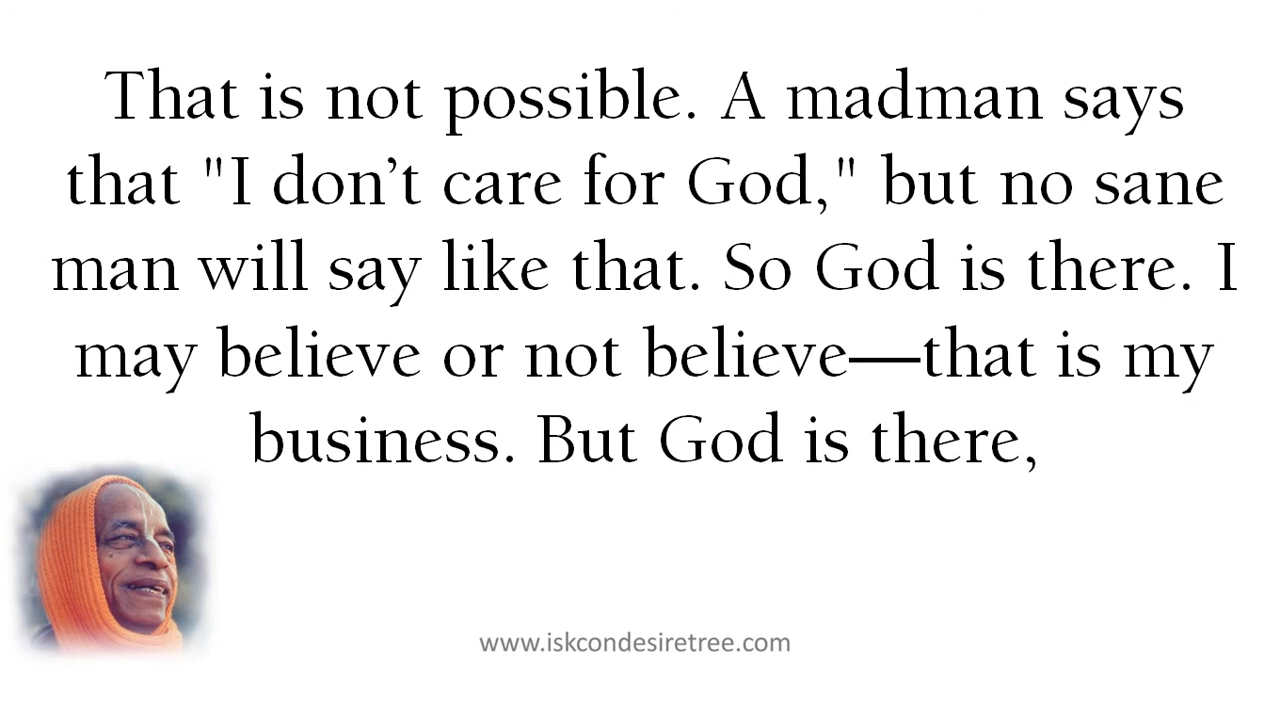 That is not possible. A madman says
that "I don’t care for God," but no sane
man will say like that. So God is there. I
may believe or not believe—that is my
business. But God is there,
www.iskcondesiretree.com